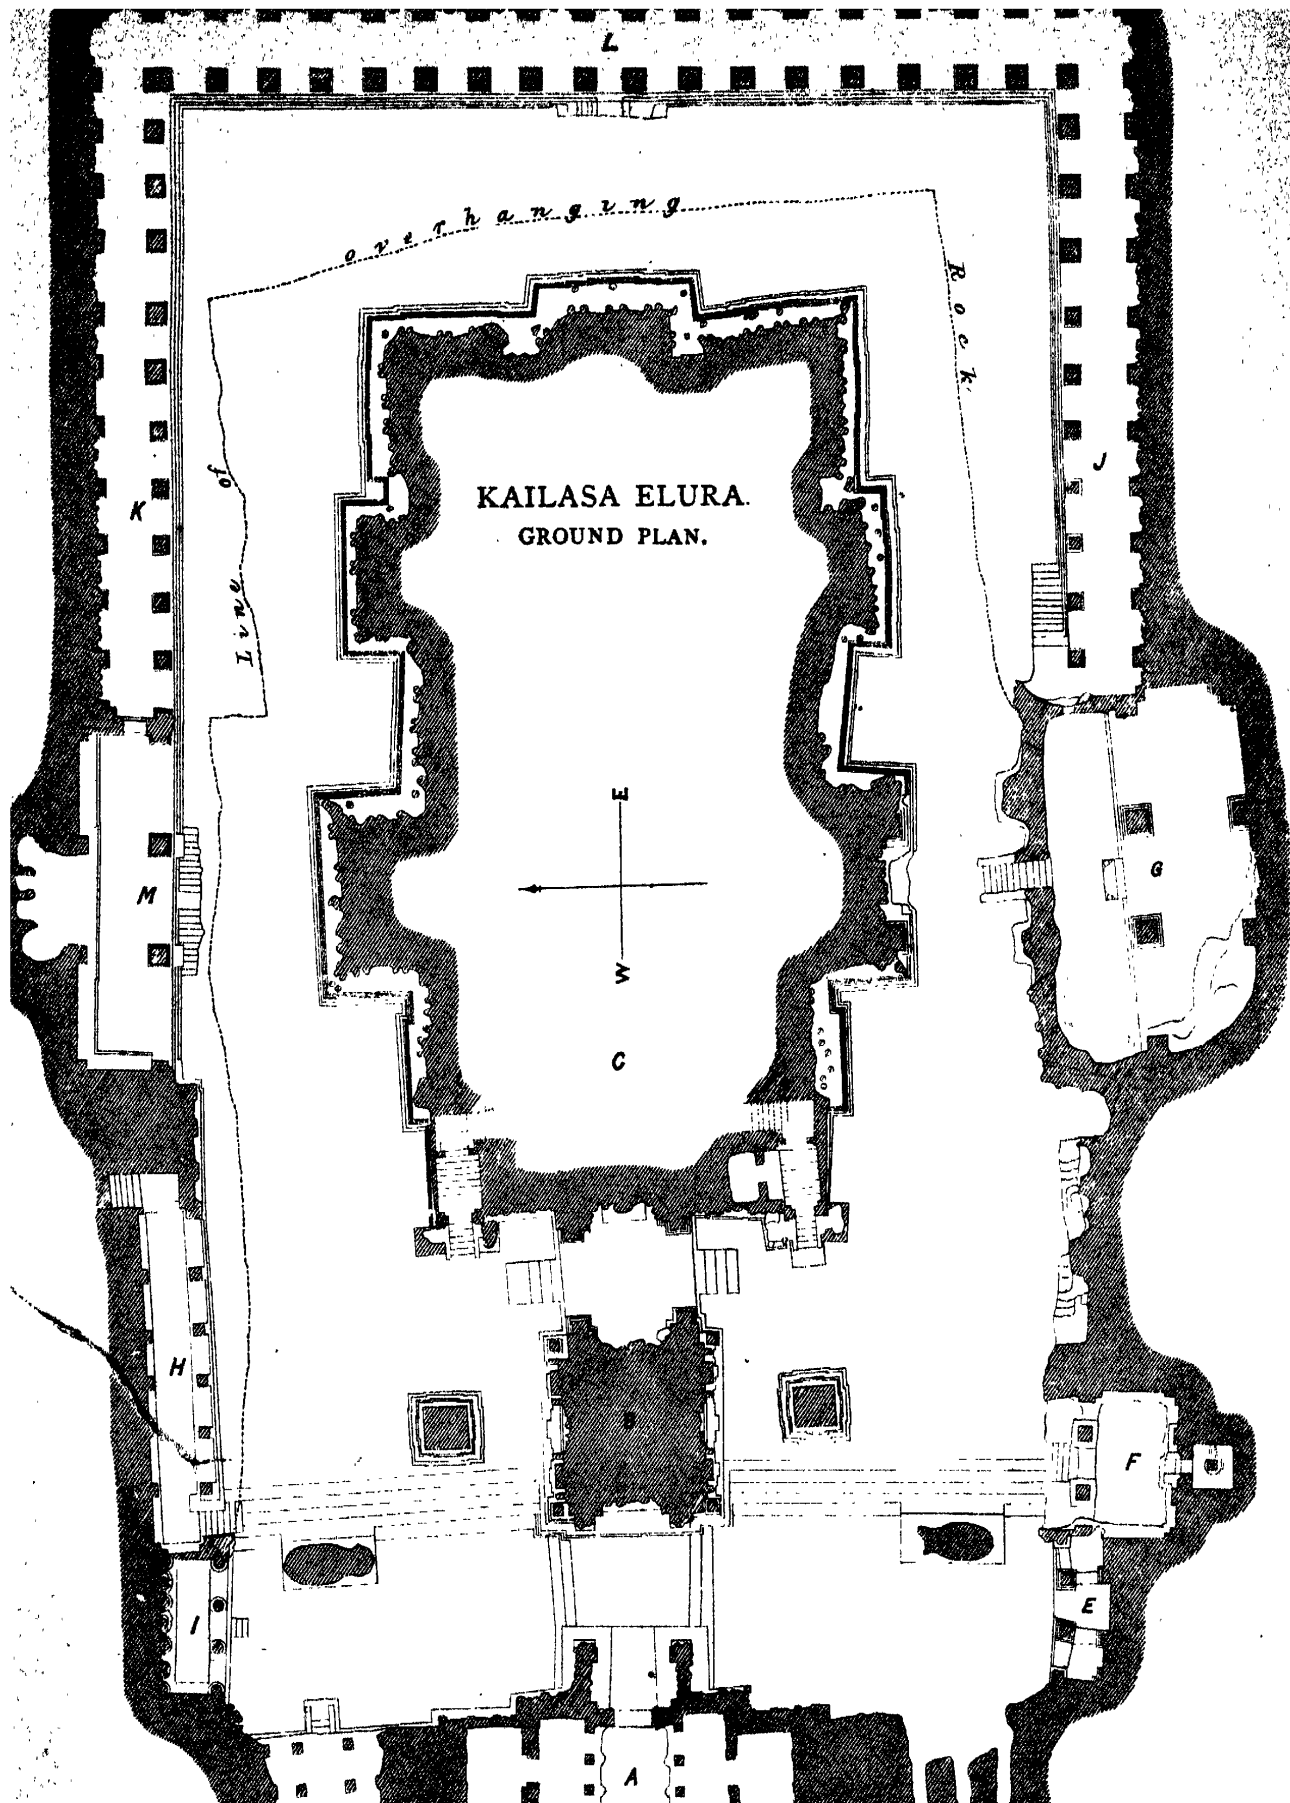 L
Line of overhanging Rock
J
K
KAILASA ELURA.
GROUND PLAN.
E
M
G
W
C
H
B
F
I
E
A